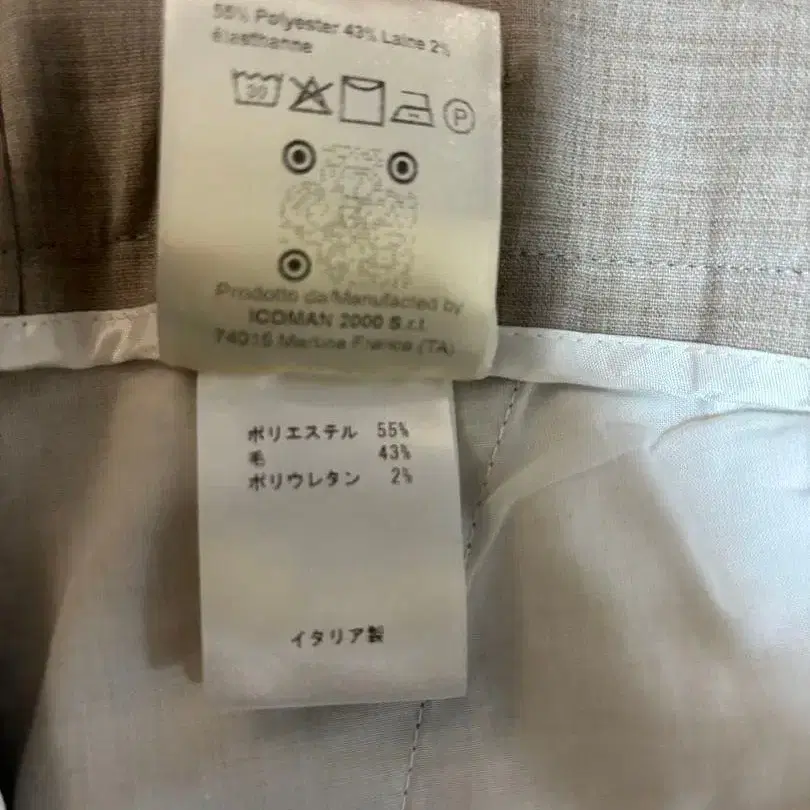 55% Polyester 43% Laine 2%
élasthanne
30
P
Prodotto da/Manufacted by
ICOMAN 2000 S.r.l.
74015 Martina Franca (TA)
ポリエステル 55%
毛 43%
ポリウレタン 2%
イタリア製